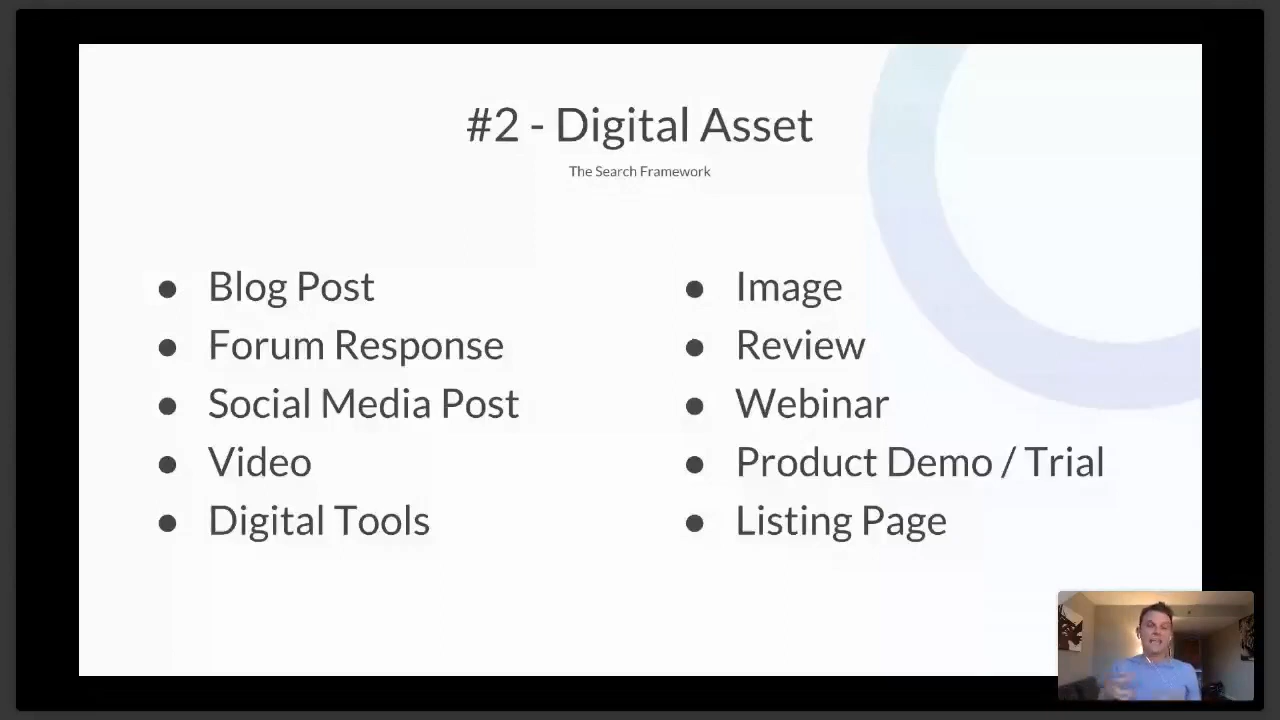 #2 - Digital Asset
The Search Framework
● Blog Post
● Forum Response
● Social Media Post
● Video
● Digital Tools
● Image
● Review
● Webinar
● Product Demo / Trial
● Listing Page